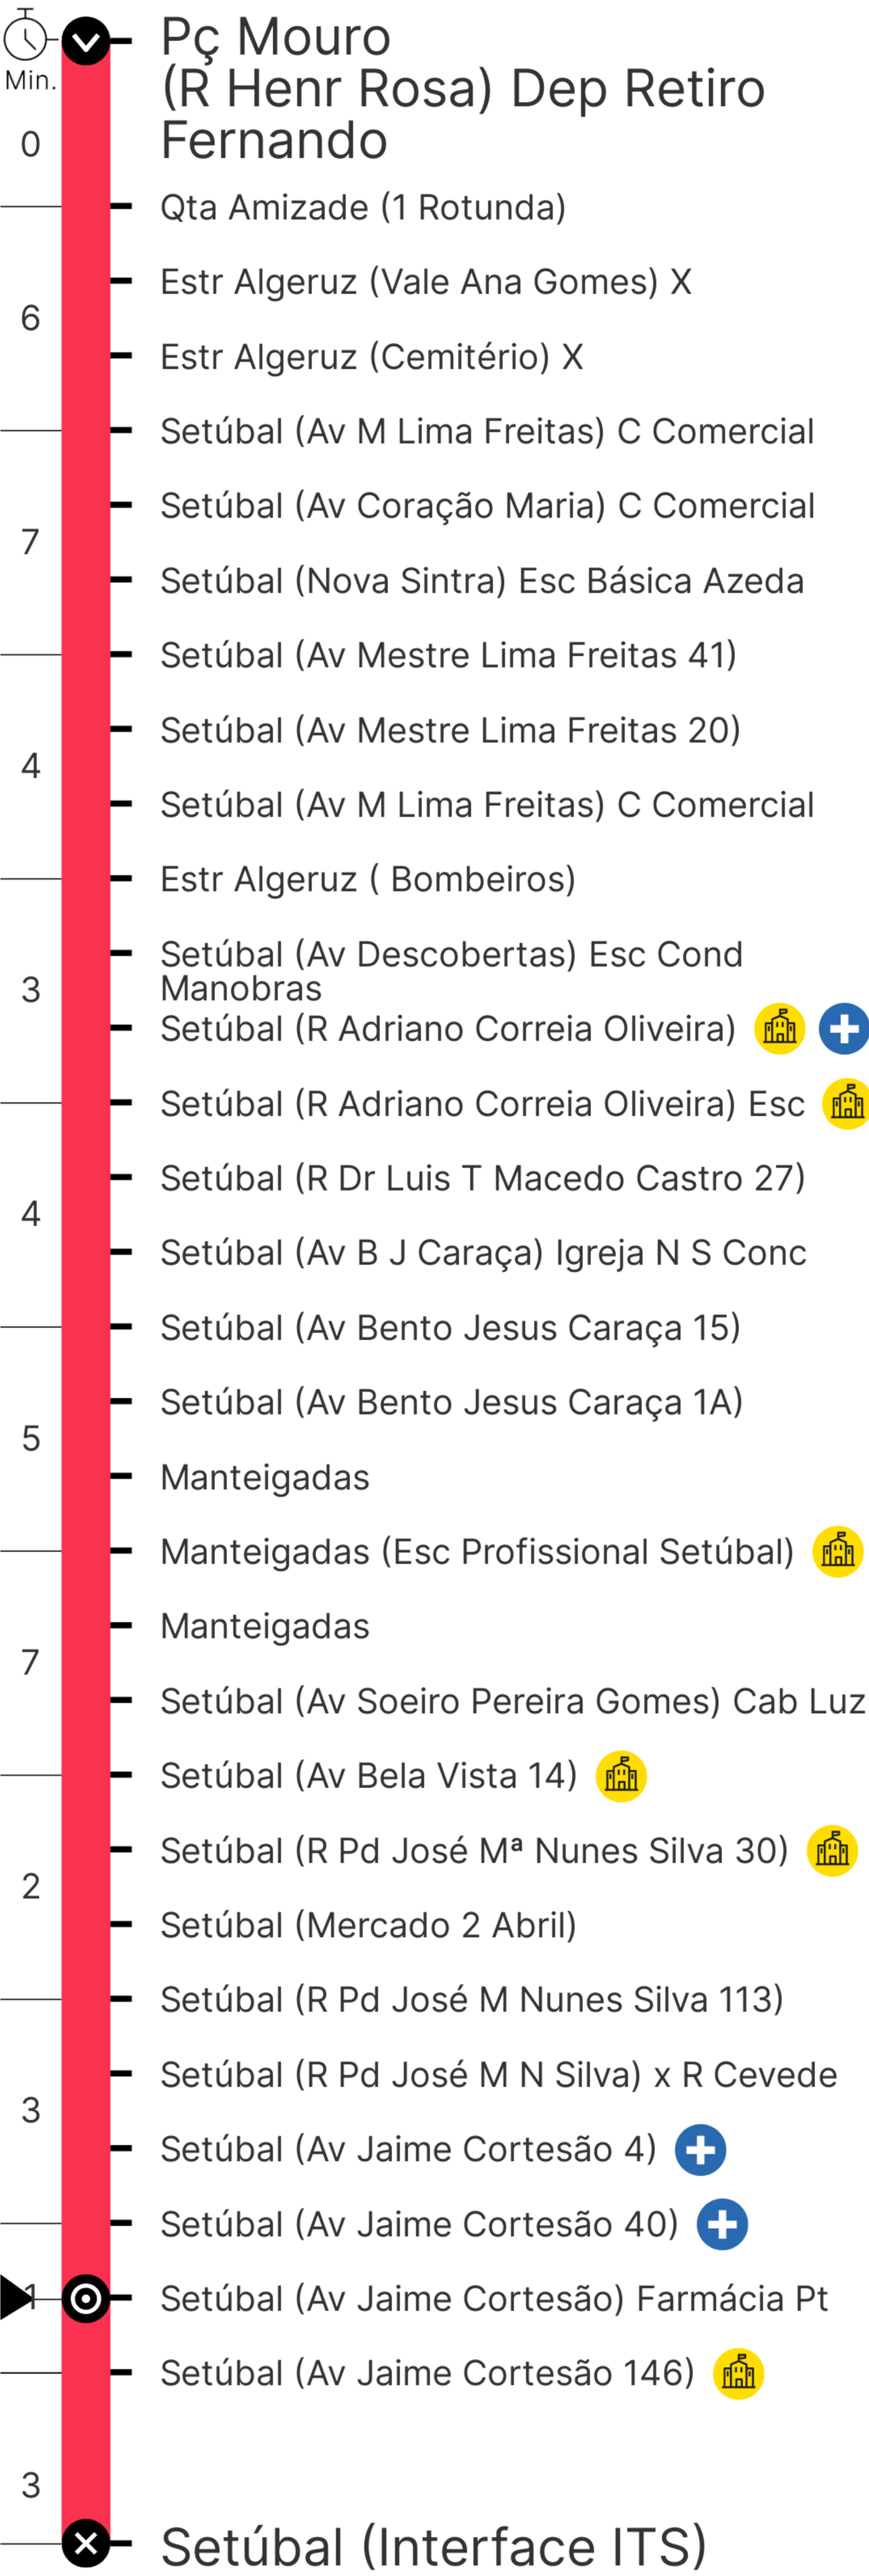 Min.
Pç Mouro
(R Henr Rosa) Dep Retiro
Fernando
0
Qta Amizade (1 Rotunda)
Estr Algeruz (Vale Ana Gomes) X
6
Estr Algeruz (Cemitério) X
Setúbal (Av M Lima Freitas) C Comercial
Setúbal (Av Coração Maria) C Comercial
7
Setúbal (Nova Sintra) Esc Básica Azeda
Setúbal (Av Mestre Lima Freitas 41)
Setúbal (Av Mestre Lima Freitas 20)
4
Setúbal (Av M Lima Freitas) C Comercial
Estr Algeruz ( Bombeiros)
Setúbal (Av Descobertas) Esc Cond
Manobras
3
Setúbal (R Adriano Correia Oliveira)
Setúbal (R Adriano Correia Oliveira) Esc
Setúbal (R Dr Luis T Macedo Castro 27)
4
Setúbal (Av B J Caraça) Igreja N S Conc
Setúbal (Av Bento Jesus Caraça 15)
Setúbal (Av Bento Jesus Caraça 1A)
5
Manteigadas
Manteigadas (Esc Profissional Setúbal)
Manteigadas
7
Setúbal (Av Soeiro Pereira Gomes) Cab Luz
Setúbal (Av Bela Vista 14)
Setúbal (R Pd José Mª Nunes Silva 30)
2
Setúbal (Mercado 2 Abril)
Setúbal (R Pd José M Nunes Silva 113)
Setúbal (R Pd José M N Silva) x R Cevede
3
Setúbal (Av Jaime Cortesão 4)
Setúbal (Av Jaime Cortesão 40)
1
Setúbal (Av Jaime Cortesão) Farmácia Pt
Setúbal (Av Jaime Cortesão 146)
3
Setúbal (Interface ITS)